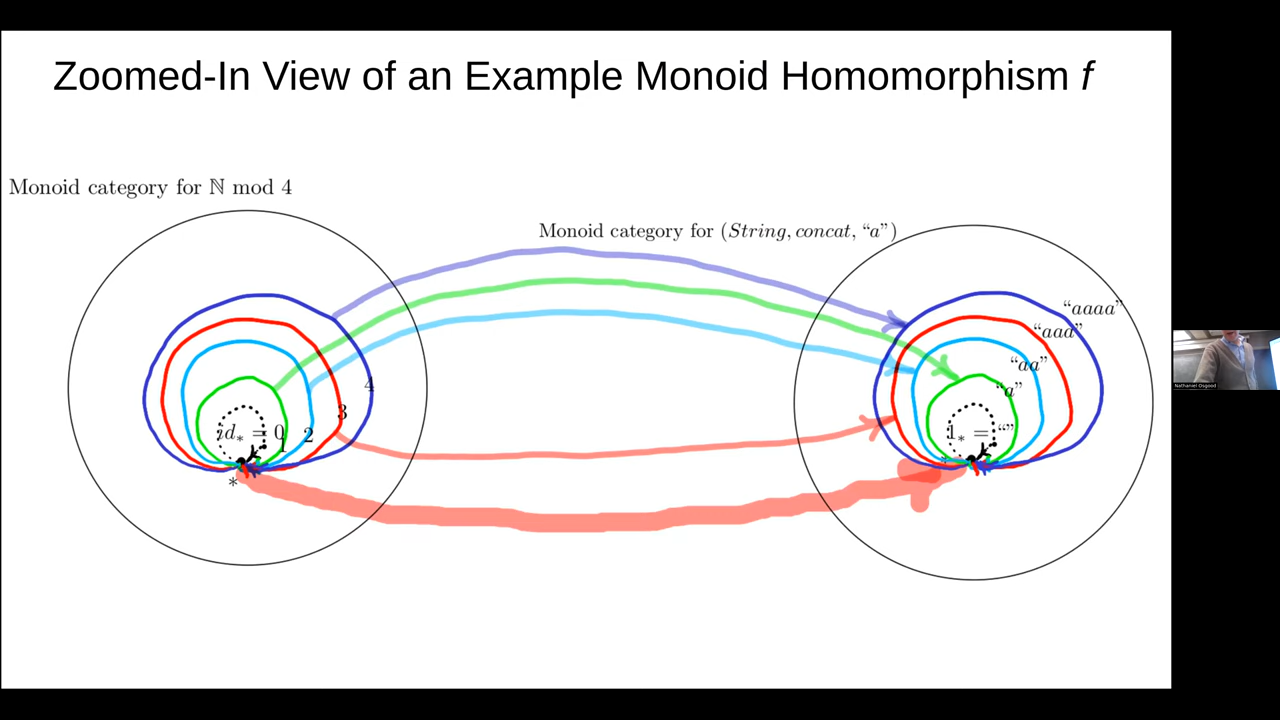 Zoomed-In View of an Example Monoid Homomorphism f
Monoid category for ℕ mod 4
Monoid category for (String, concat, “a”)
“aaaa”
“aaa”
“aa”
“a”
4
3
2
1
id* = 0
1* = “”
*
*
Nathaniel Osgood